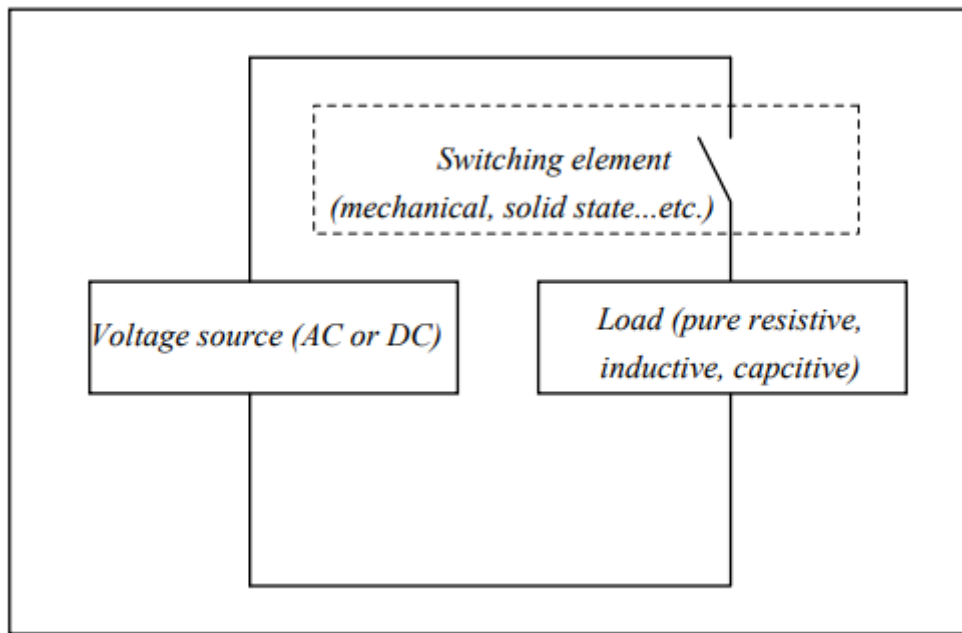 Switching element
(mechanical, solid state...etc.)
Voltage source (AC or DC)
Load (pure resistive,
inductive, capcitive)